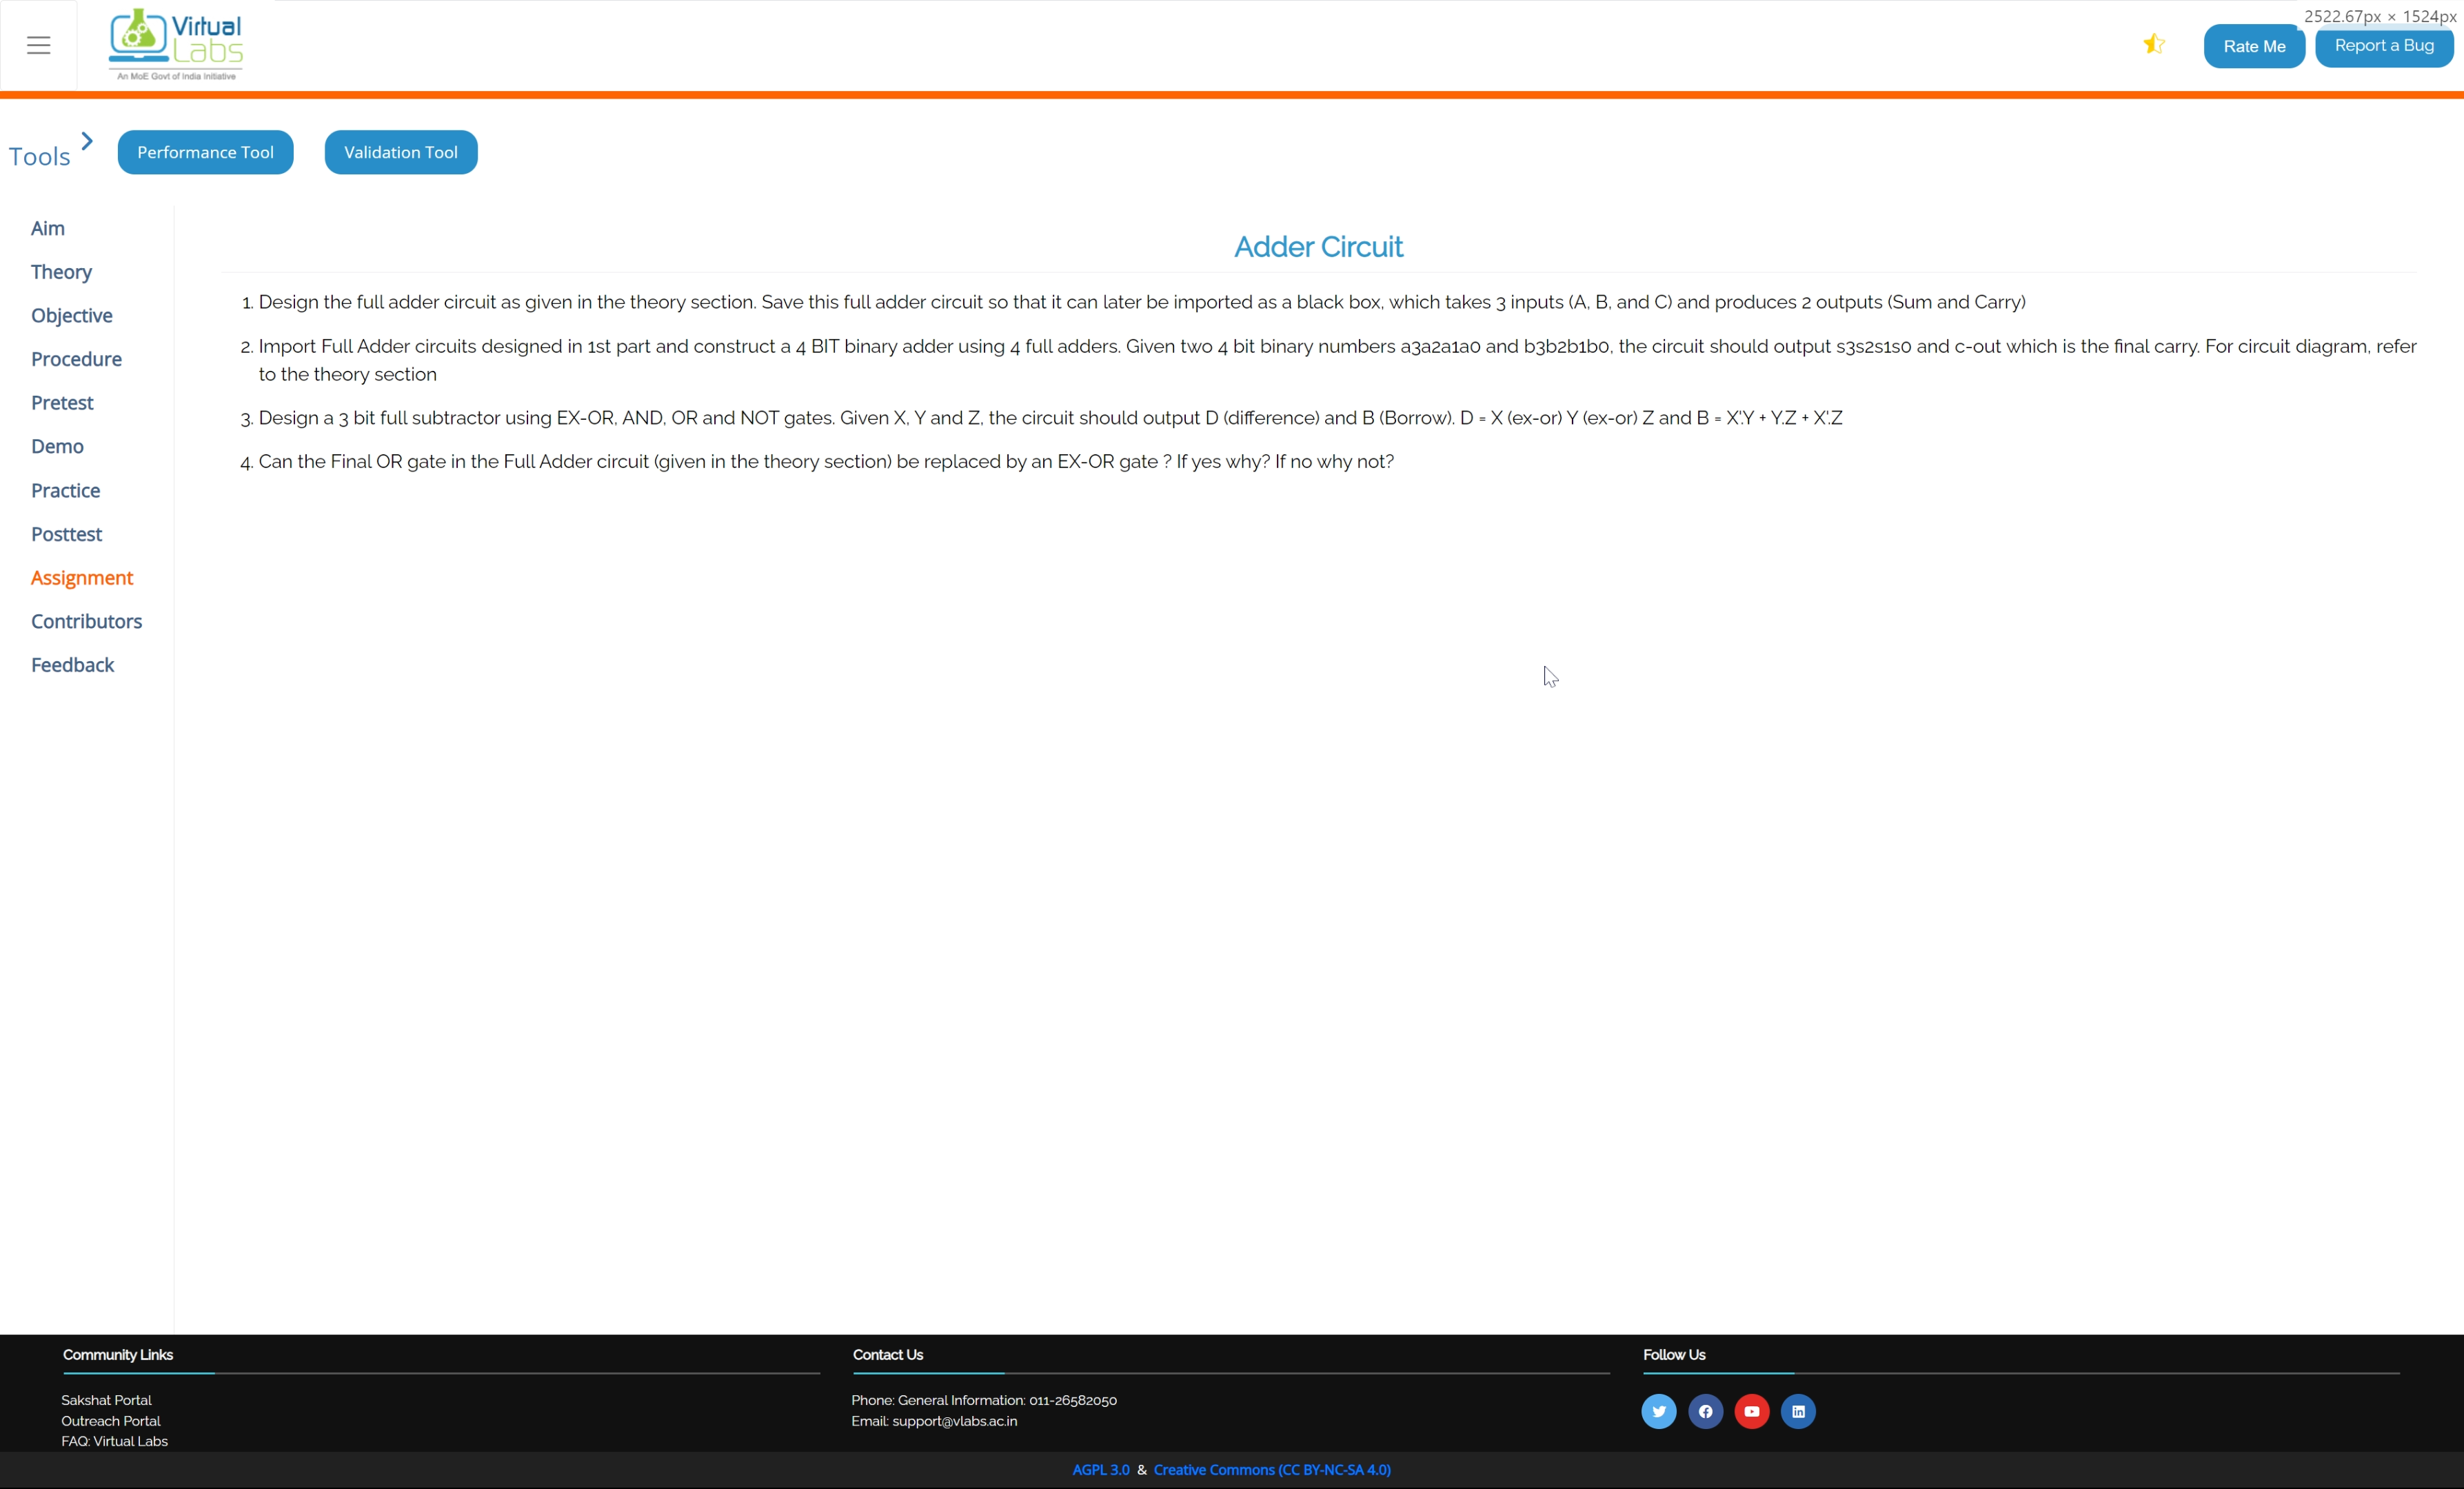 2522.67px × 1524px
Virtual
Labs
An MoE Govt of India Initiative
Rate Me
Report a Bug
Tools
Performance Tool
Validation Tool
Aim
Theory
Objective
Procedure
Pretest
Demo
Practice
Posttest
Assignment
Contributors
Feedback
Adder Circuit
1. Design the full adder circuit as given in the theory section. Save this full adder circuit so that it can later be imported as a black box, which takes 3 inputs (A, B, and C) and produces 2 outputs (Sum and Carry)
2. Import Full Adder circuits designed in 1st part and construct a 4 BIT binary adder using 4 full adders. Given two 4 bit binary numbers a3a2a1a0 and b3b2b1b0, the circuit should output s3s2s1s0 and c-out which is the final carry. For circuit diagram, refer
to the theory section
3. Design a 3 bit full subtractor using EX-OR, AND, OR and NOT gates. Given X, Y and Z, the circuit should output D (difference) and B (Borrow). D = X (ex-or) Y (ex-or) Z and B = X'.Y + Y.Z + X'.Z
4. Can the Final OR gate in the Full Adder circuit (given in the theory section) be replaced by an EX-OR gate ? If yes why? If no why not?
Community Links
Sakshat Portal
Outreach Portal
FAQ: Virtual Labs
Contact Us
Phone: General Information: 011-26582050
Email: support@vlabs.ac.in
Follow Us
AGPL 3.0 & Creative Commons (CC BY-NC-SA 4.0)